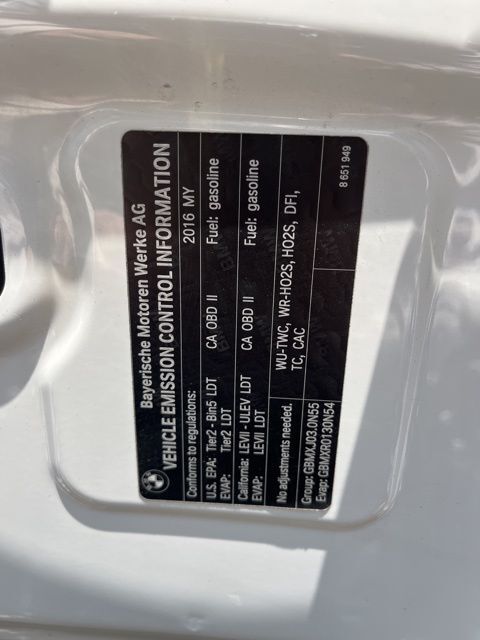 Bayerische Motoren Werke AG
VEHICLE EMISSION CONTROL INFORMATION
Conforms to regulations: 2016 MY
U.S. EPA: Tier2 - Bin5 LDT CA OBD II Fuel: gasoline
EVAP: Tier2 LDT
California: LEVII - ULEV LDT CA OBD II Fuel: gasoline
EVAP: LEVII LDT
No adjustments needed. WU-TWC, WR-HO2S, HO2S, DFI,
TC, CAC
Group: GBMXJ03.0N55
Evap: GBMXR0130N54
8 651 949